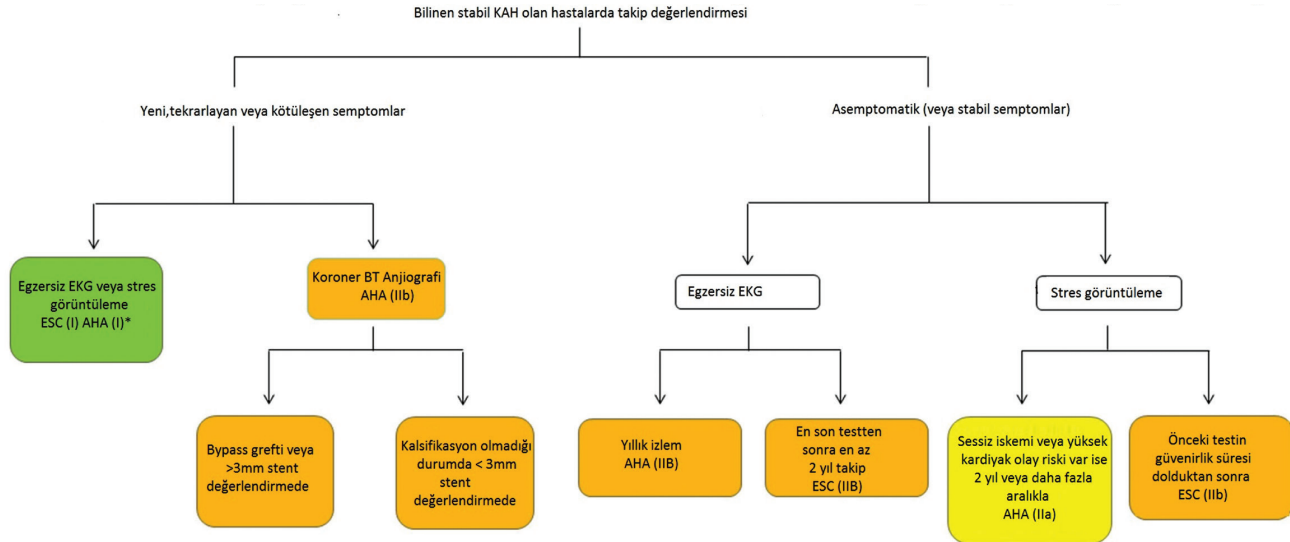 Bilinen stabil KAH olan hastalarda takip değerlendirmesi
Yeni,tekrarlayan veya kötüleşen semptomlar
Asemptomatik (veya stabil semptomlar)
Egzersiz EKG veya stres
görüntüleme
ESC (I) AHA (I)*
Koroner BT Anjiografi
AHA (IIb)
Egzersiz EKG
Stres görüntüleme
Bypass grefti veya
>3mm stent
değerlendirmede
Kalsifikasyon olmadığı
durumda < 3mm
stent
değerlendirmede
Yıllık izlem
AHA (IIB)
En son testten
sonra en az
2 yıl takip
ESC (IIB)
Sessiz iskemi veya yüksek
kardiyak olay riski var ise
2 yıl veya daha fazla
aralıkla
AHA (IIa)
Önceki testin
güvenirlik süresi
dolduktan sonra
ESC (IIb)